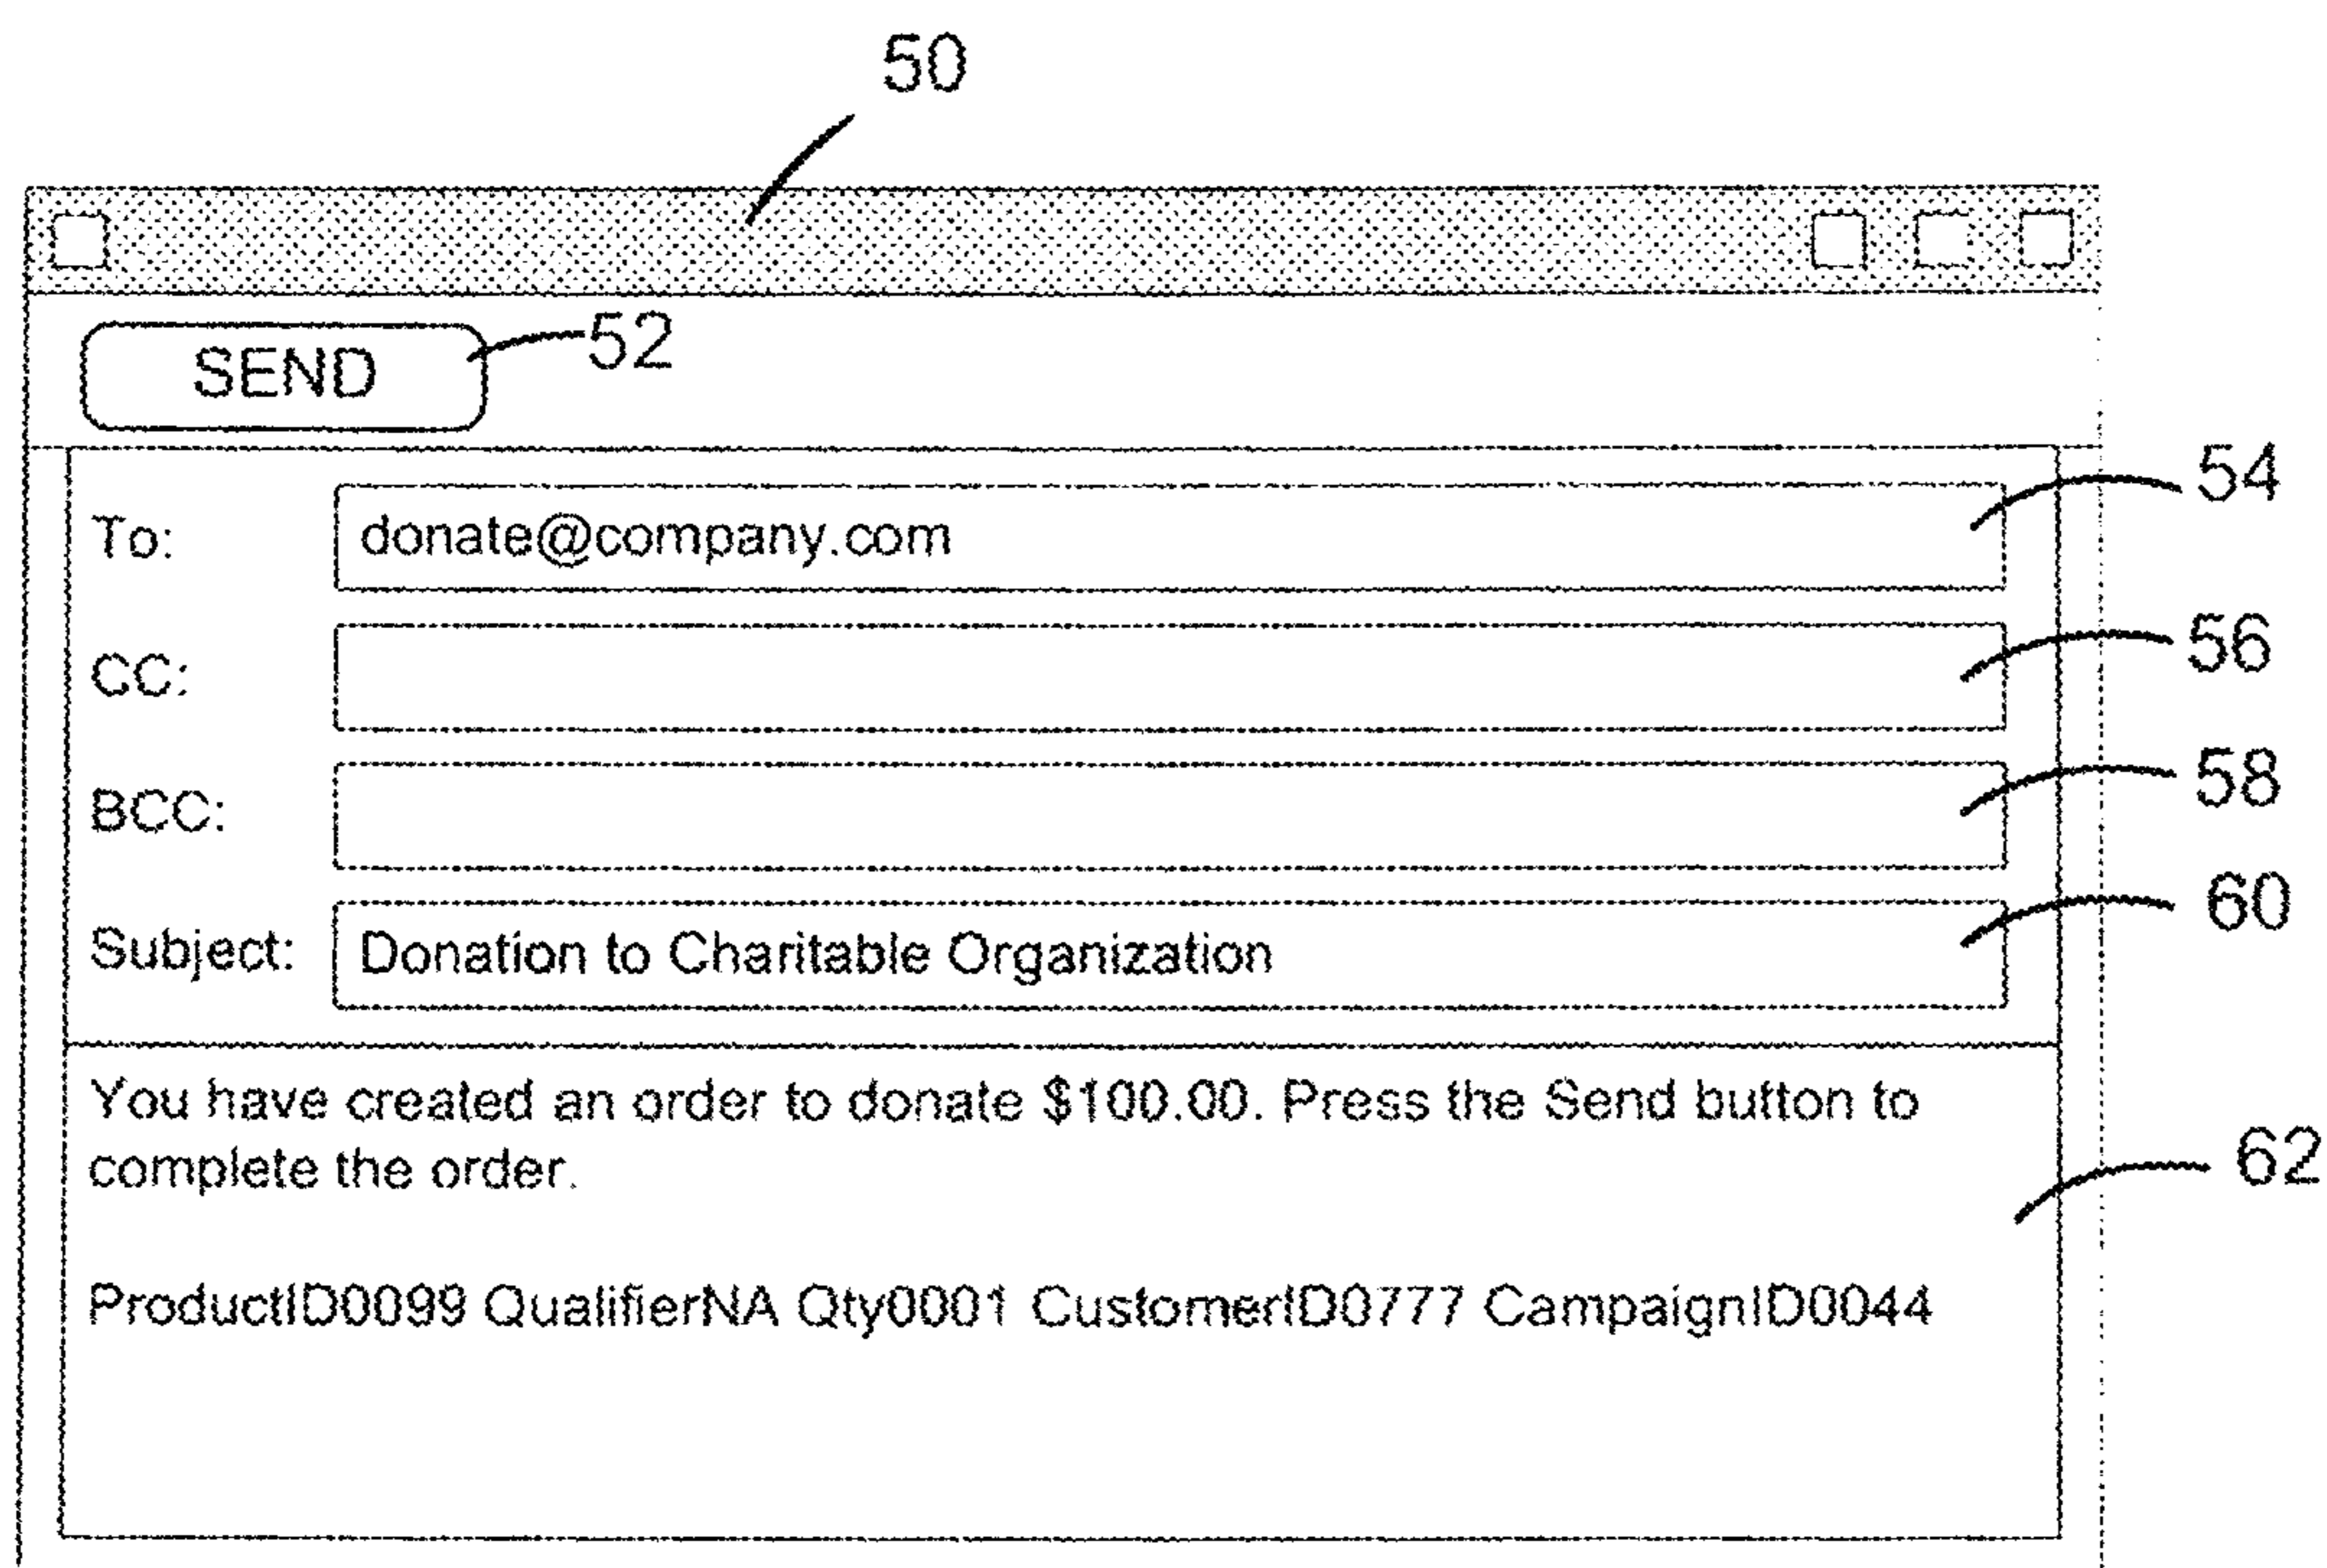 50
SEND
52
To: donate@company.com
54
CC:
56
BCC:
58
Subject: Donation to Charitable Organization
60
You have created an order to donate $100.00. Press the Send button to
complete the order.
62
ProductID0099 QualifierNA Qty0001 CustomerID0777 CampaignID0044